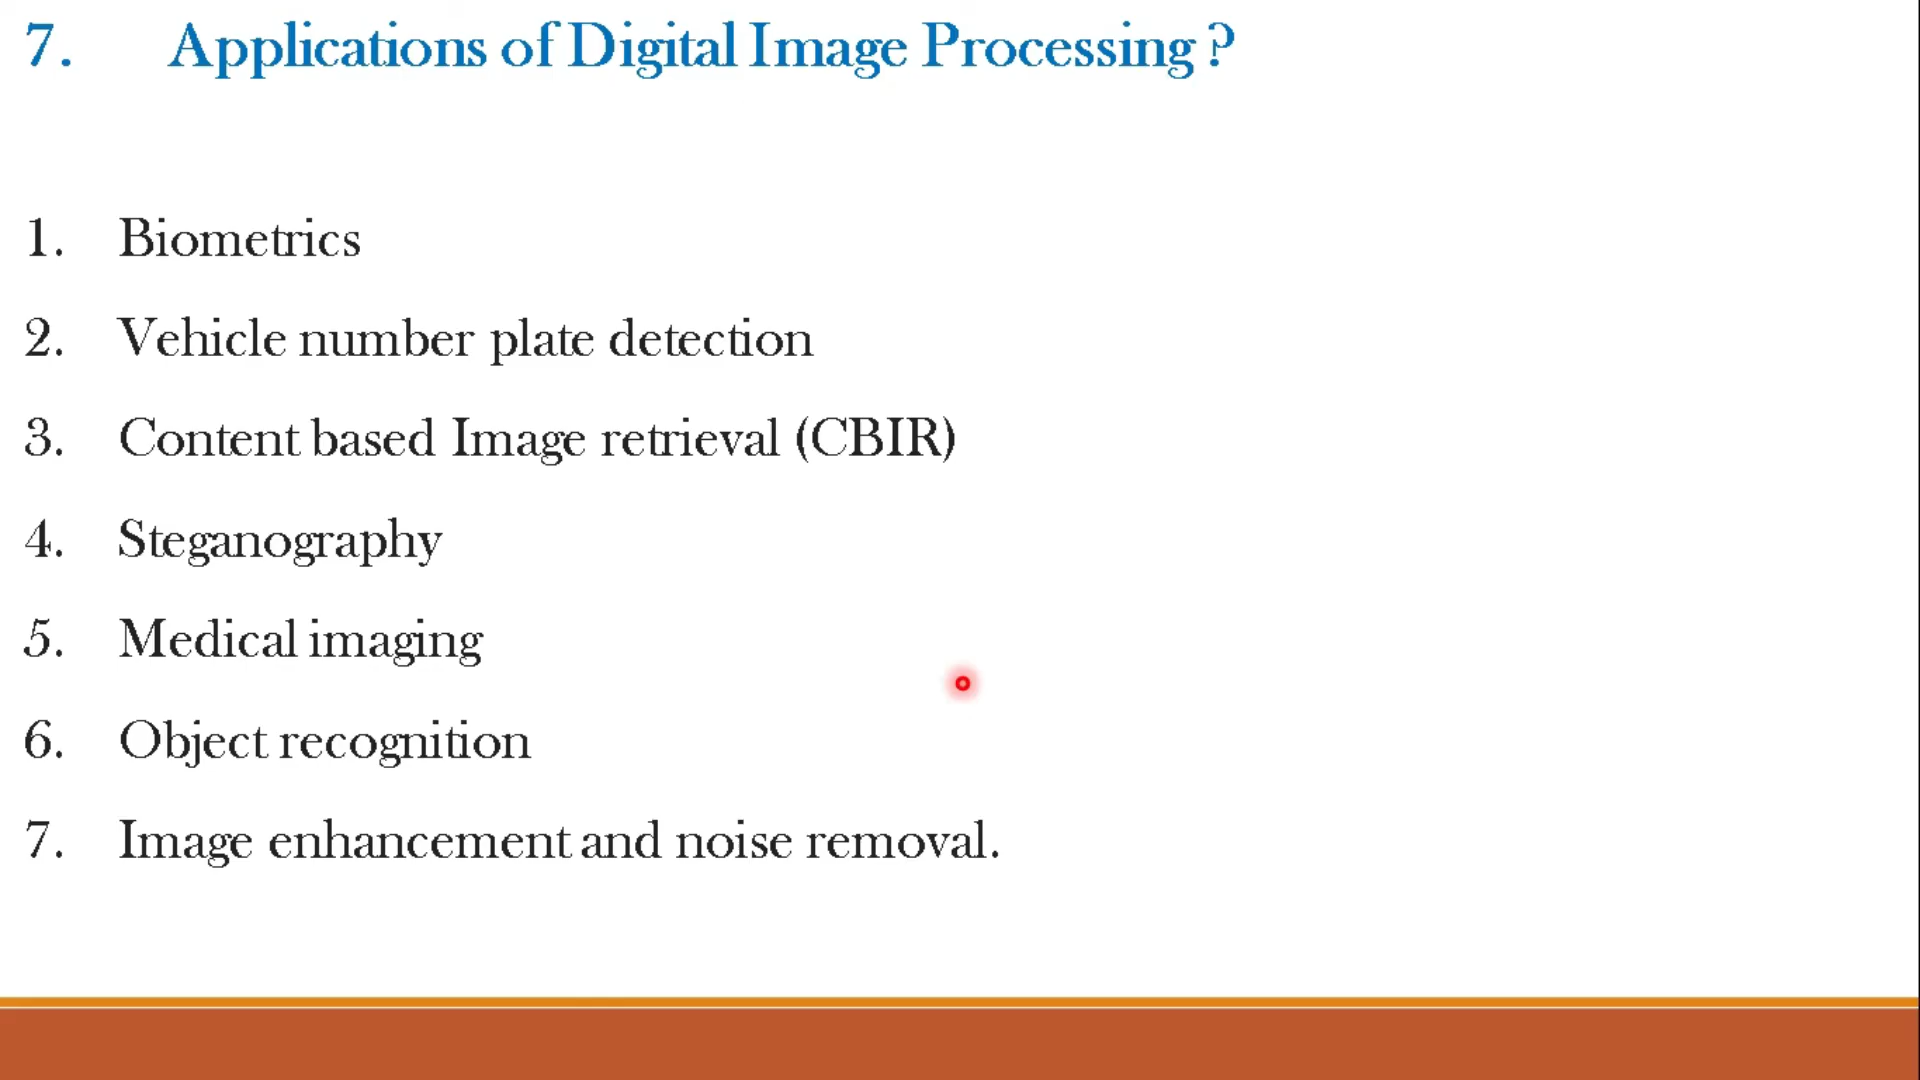 7. Applications of Digital Image Processing ?
1. Biometrics
2. Vehicle number plate detection
3. Content based Image retrieval (CBIR)
4. Steganography
5. Medical imaging
6. Object recognition
7. Image enhancement and noise removal.